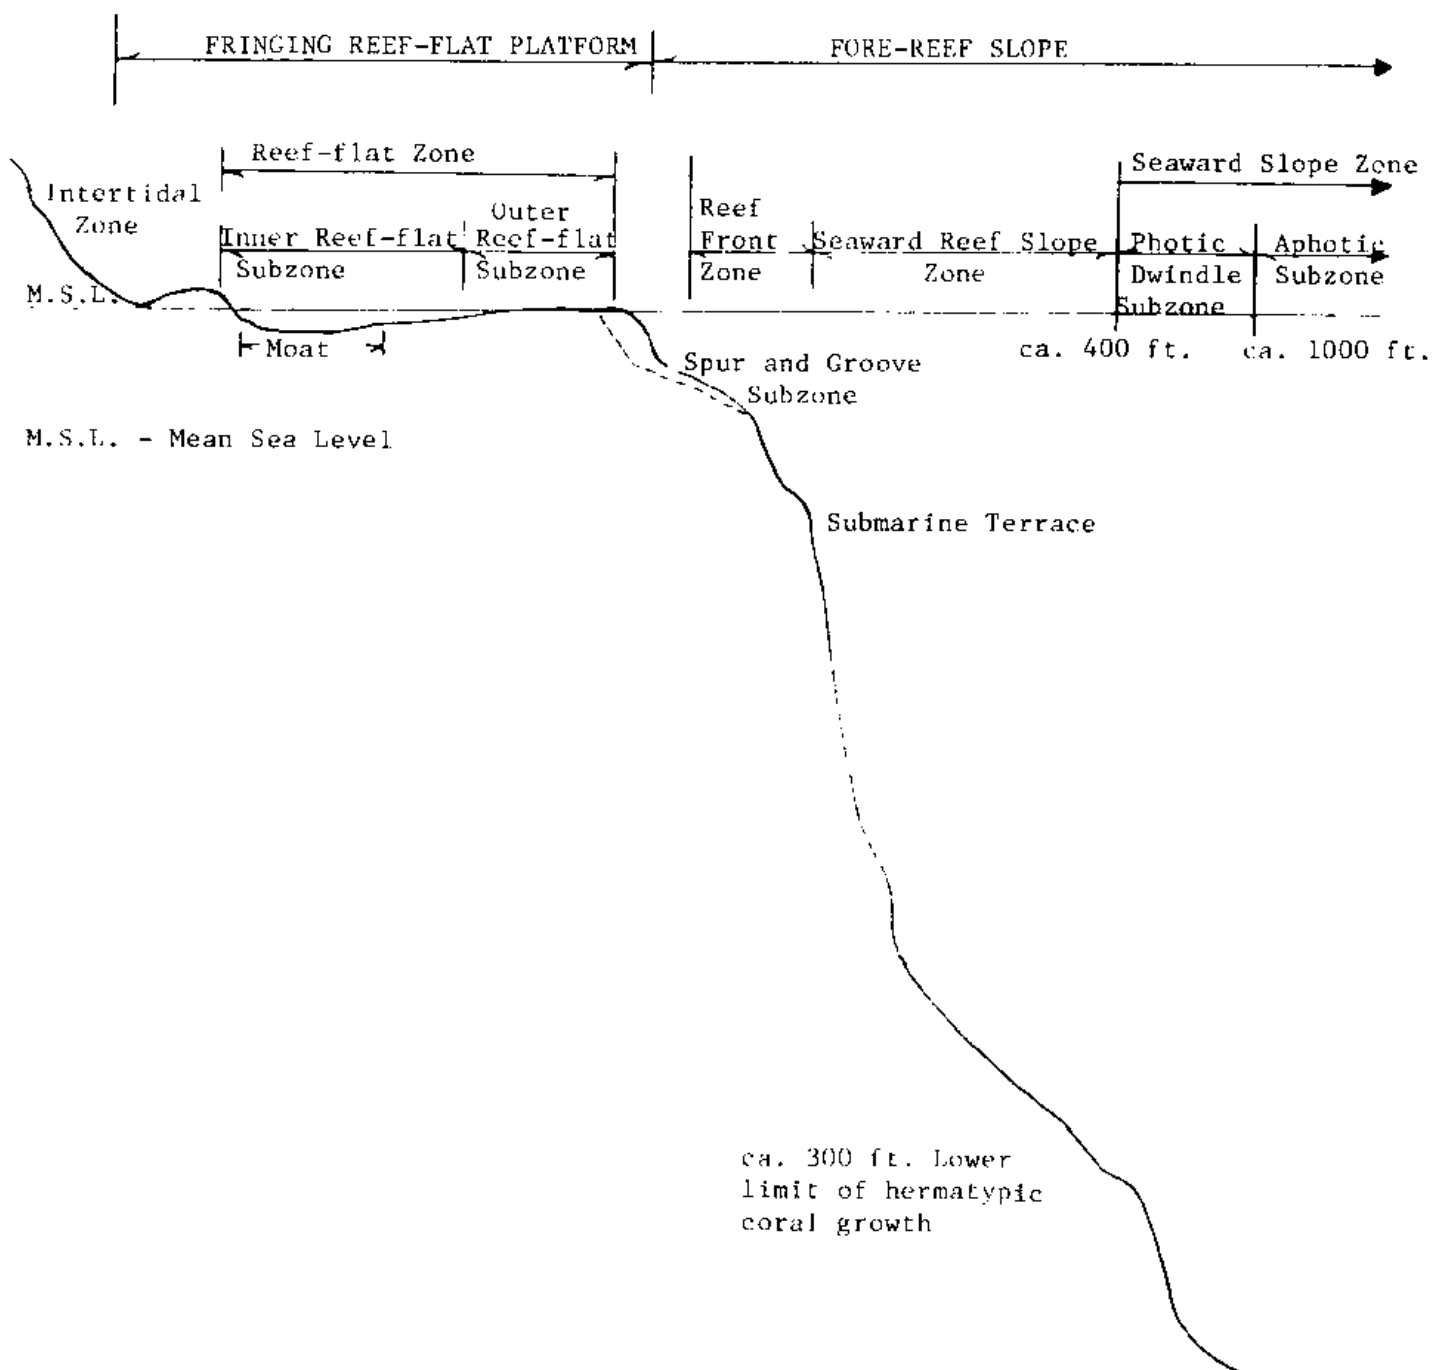 FRINGING REEF-FLAT PLATFORM
FORE-REEF SLOPE
Reef-flat Zone
Seaward Slope Zone
Intertidal
Zone
Inner Reef-flat
Subzone
Outer
Reef-flat
Subzone
Reef
Front
Zone
Seaward Reef Slope
Zone
Photic
Dwindle
Subzone
Aphotic
Subzone
M.S.L.
Moat
ca. 400 ft.
ca. 1000 ft.
Spur and Groove
Subzone
M.S.L. - Mean Sea Level
Submarine Terrace
ca. 300 ft. Lower
limit of hermatypic
coral growth